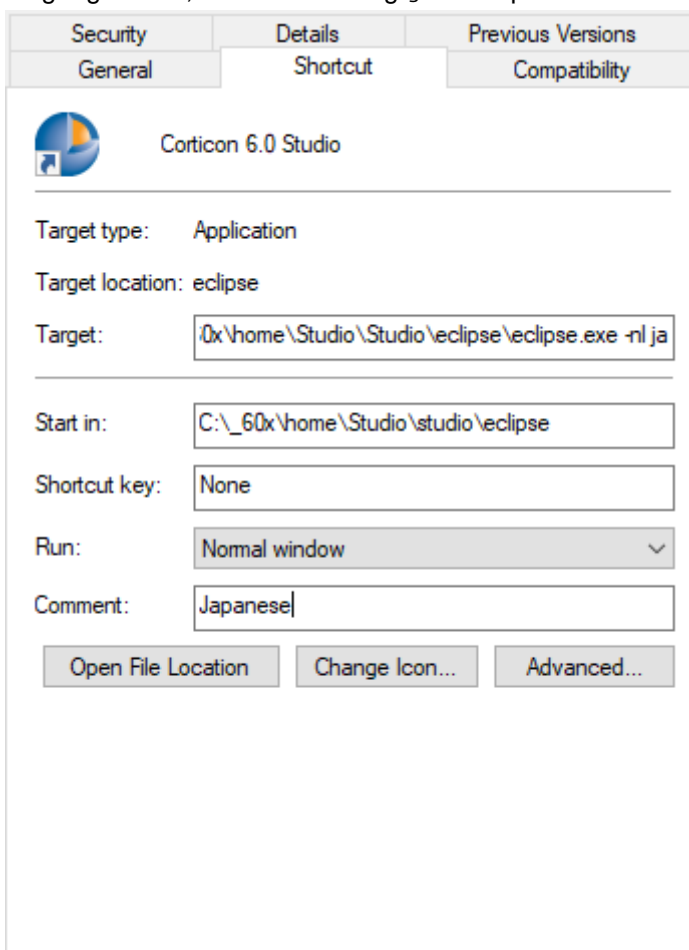 Security Details Previous Versions
General Shortcut Compatibility
Corticon 6.0 Studio
Target type: Application
Target location: eclipse
Target: 0x\home\Studio\Studio\eclipse\eclipse.exe -nl ja
Start in: C:\_60x\home\Studio\studio\eclipse
Shortcut key: None
Run: Normal window
Comment: Japanese
Open File Location Change Icon... Advanced...